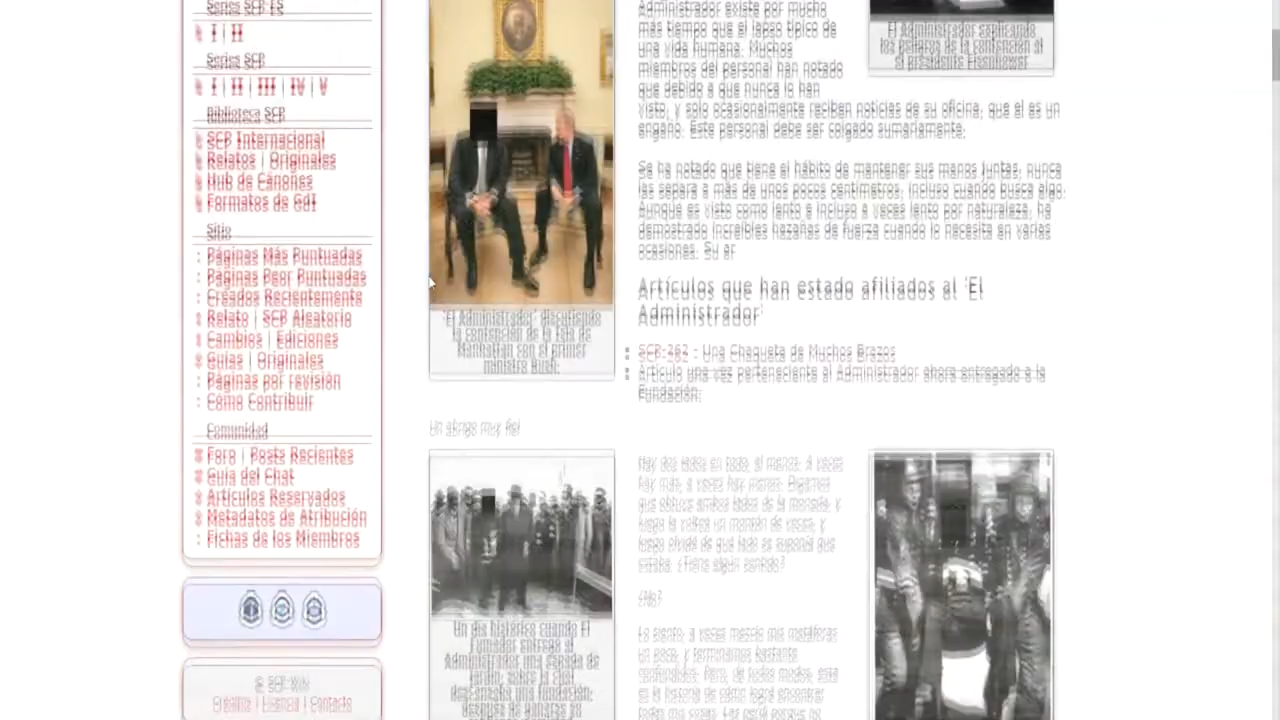 Series SCP-ES
I | II
Series SCP
I | II | III | IV | V
Biblioteca SCP
SCP Internacional
Relatos | Originales
Hub de Cánones
Formatos de GdI
Sitio
Páginas Más Puntuadas
Páginas Peor Puntuadas
Creados Recientemente
Relato | SCP Aleatorio
Cambios | Ediciones
Guías | Originales
Páginas por revisión
Cómo Contribuir
Comunidad
Foro | Posts Recientes
Guía del Chat
Artículos Reservados
Metadatos de Atribución
Fichas de los Miembros
Licencia | Contacto
'El Administrador' discutiendo
la contención de la Isla de
Manhattan con el primer
ministro Bush.
Administrador existe por mucho
más tiempo que el lapso típico de
una vida humana. Muchos
miembros del personal han notado
que debido a que nunca lo han
visto, y solo ocasionalmente reciben noticias de su oficina, que él es un
engaño. Este personal debe ser colgado sumariamente.
El Administrador explicando
los peligros de la contención al
presidente Eisenhower
Se ha notado que tiene el hábito de mantener sus manos juntas, nunca
las separa a más de unos pocos centímetros, incluso cuando busca algo.
Aunque es visto como lento e incluso a veces lento por naturaleza, ha
demostrado increíbles hazañas de fuerza cuando lo necesita en varias
ocasiones. Su ar
Artículos que han estado afiliados al 'El
Administrador'
SCP-262 - Una Chaqueta de Muchos Brazos
Artículo una vez perteneciente al Administrador ahora entregado a la
Fundación.
Un abrigo muy fiel
Un día histórico cuando El
Fumador entregó al
Administrador una
Hay dos lados en todo, al menos. A veces
hay más, a veces hay menos. Digamos
que obtuve ambos lados de la moneda, y
luego la volteé un montón de veces, y
luego olvidé de qué lado se suponía que
estaba. ¿Tiene algún sentido?
¿No?
Lo siento, a veces mezclo mis metáforas
un poco, y terminamos bastante
confundidos. Pero, de todos modos, esta
es la historia de cómo logré encontrar